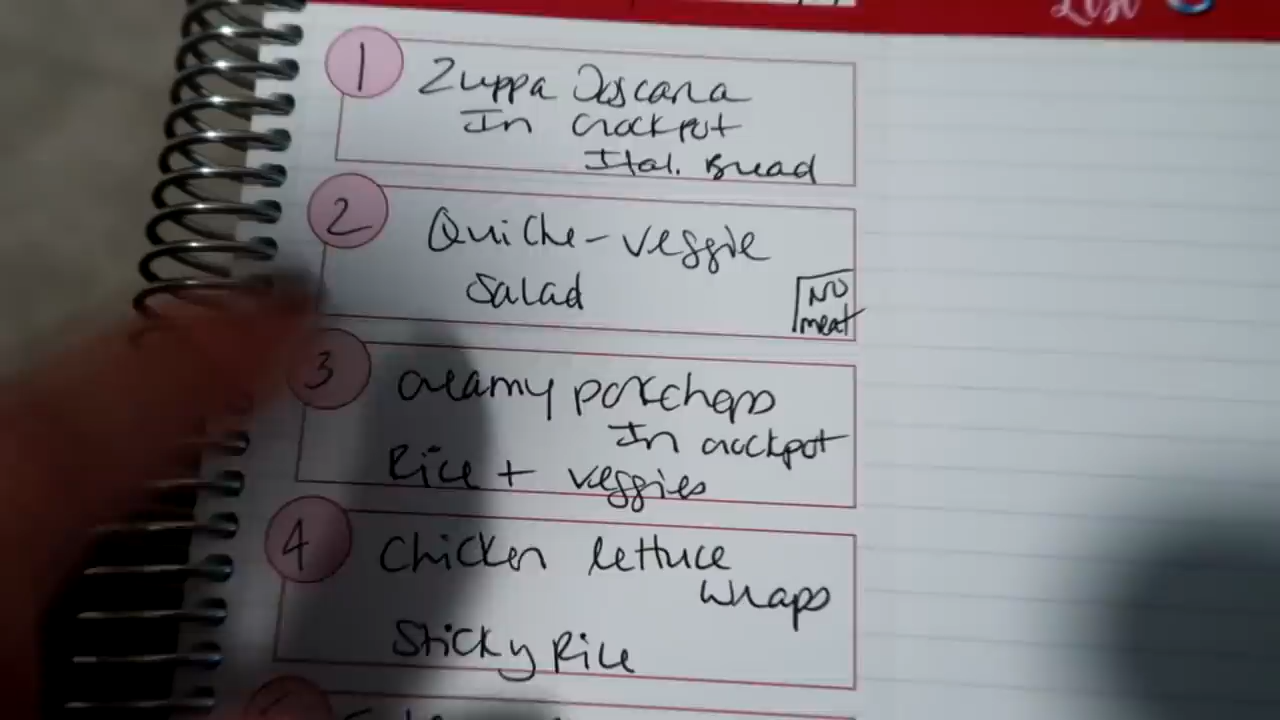 List
1
Zuppa Toscana
In crockpot
Ital. Bread
2
Quiche - veggie
Salad
NO
meat
3
creamy porkchops
In crockpot
Rice + veggies
4
Chicken lettuce
wraps
Sticky Rice